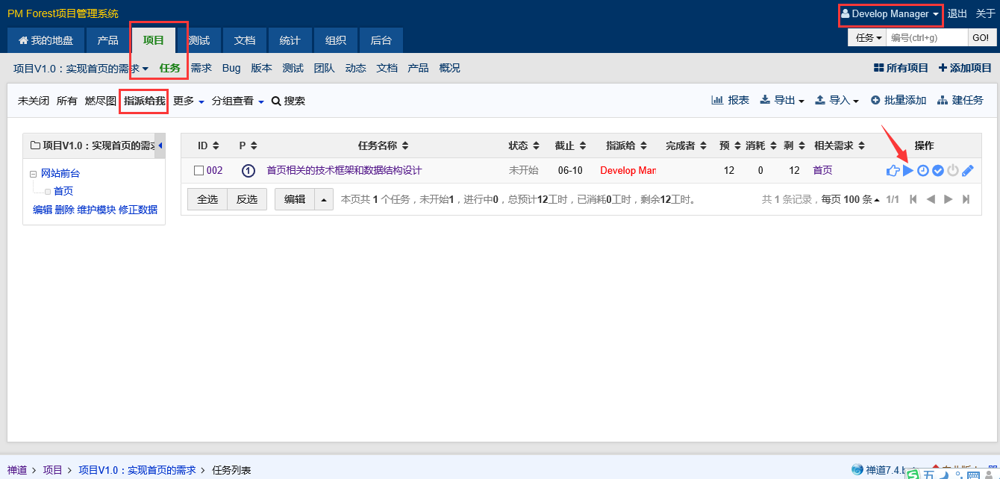 PM Forest项目管理系统
Develop Manager 退出 关于
我的地盘 产品 项目 测试 文档 统计 组织 后台
任务 编号(ctrl+g) GO!
项目V1.0：实现首页的需求 任务 需求 Bug 版本 测试 团队 动态 文档 产品 概况
所有项目 添加项目
未关闭 所有 燃尽图 指派给我 更多 分组查看 搜索
报表 导出 导入 批量添加 建任务
项目V1.0：实现首页的需求
网站前台
首页
编辑 删除 维护模块 修正数据
ID P 任务名称 状态 截止 指派给 完成者 预 消耗 剩 相关需求 操作
002 1 首页相关的技术框架和数据结构设计 未开始 06-10 Develop Man 12 0 12 首页
全选 反选 编辑 本页共 1 个任务，未开始1，进行中0，总预计12工时，已消耗0工时，剩余12工时。
共 1 条记录，每页 100 条 1/1
禅道 项目 项目V1.0：实现首页的需求 任务列表
禅道7.4.
五